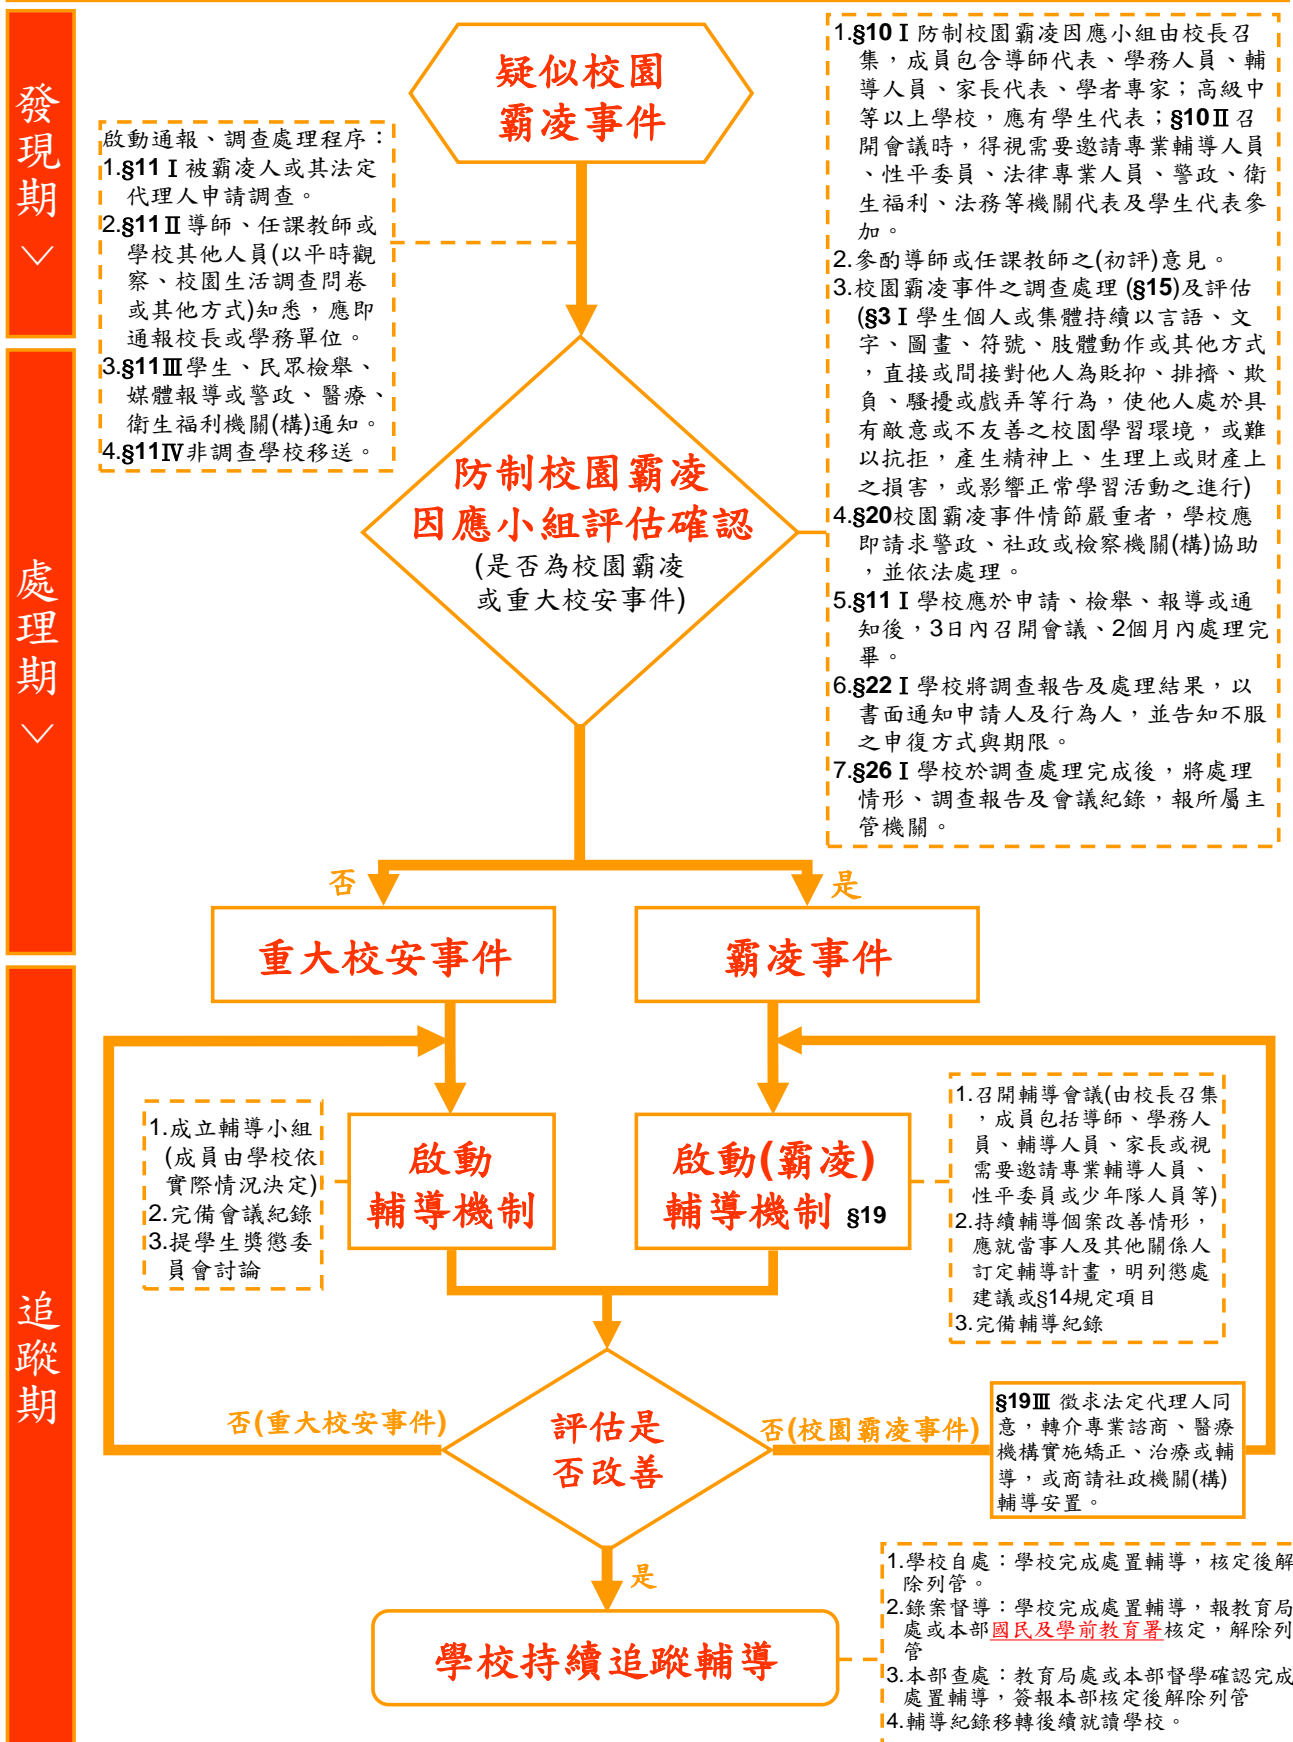 發現期﹀
疑似校園
霸凌事件
啟動通報、調查處理程序：
1.§11Ⅰ被霸凌人或其法定
代理人申請調查。
2.§11Ⅱ導師、任課教師或
學校其他人員(以平時觀
察、校園生活調查問卷
或其他方式)知悉，應即
通報校長或學務單位。
3.§11Ⅲ學生、民眾檢舉、
媒體報導或警政、醫療、
衛生福利機關(構)通知。
4.§11Ⅳ非調查學校移送。
1.§10Ⅰ防制校園霸凌因應小組由校長召
集，成員包含導師代表、學務人員、輔
導人員、家長代表、學者專家；高級中
等以上學校，應有學生代表；§10Ⅱ召
開會議時，得視需要邀請專業輔導人員
、性平委員、法律專業人員、警政、衛
生福利、法務等機關代表及學生代表參
加。
2.參酌導師或任課教師之(初評)意見。
3.校園霸凌事件之調查處理 (§15)及評估
(§3Ⅰ學生個人或集體持續以言語、文
字、圖畫、符號、肢體動作或其他方式
，直接或間接對他人為貶抑、排擠、欺
負、騷擾或戲弄等行為，使他人處於具
有敵意或不友善之校園學習環境，或難
以抗拒，產生精神上、生理上或財產上
之損害，或影響正常學習活動之進行)
4.§20校園霸凌事件情節嚴重者，學校應
即請求警政、社政或檢察機關(構)協助
，並依法處理。
5.§11Ⅰ學校應於申請、檢舉、報導或通
知後，3日內召開會議、2個月內處理完
畢。
6.§22Ⅰ學校將調查報告及處理結果，以
書面通知申請人及行為人，並告知不服
之申復方式與期限。
7.§26Ⅰ學校於調查處理完成後，將處理
情形、調查報告及會議紀錄，報所屬主
管機關。
處理期﹀
防制校園霸凌
因應小組評估確認
(是否為校園霸凌
或重大校安事件)
否
是
重大校安事件
霸凌事件
追蹤期
1.成立輔導小組
(成員由學校依
實際情況決定)
2.完備會議紀錄
3.提學生獎懲委
員會討論
啟動
輔導機制
啟動(霸凌)
輔導機制 §19
1.召開輔導會議(由校長召集
，成員包括導師、學務人
員、輔導人員、家長或視
需要邀請專業輔導人員、
性平委員或少年隊人員等)
2.持續輔導個案改善情形，
應就當事人及其他關係人
訂定輔導計畫，明列懲處
建議或§14規定項目
3.完備輔導紀錄
否(重大校安事件)
評估是
否改善
否(校園霸凌事件)
§19Ⅲ 徵求法定代理人同
意，轉介專業諮商、醫療
機構實施矯正、治療或輔
導，或商請社政機關(構)
輔導安置。
是
學校持續追蹤輔導
1.學校自處：學校完成處置輔導，核定後解
除列管。
2.錄案督導：學校完成處置輔導，報教育局
處或本部國民及學前教育署核定，解除列
管
3.本部查處：教育局處或本部督學確認完成
處置輔導，簽報本部核定後解除列管
4.輔導紀錄移轉後續就讀學校。